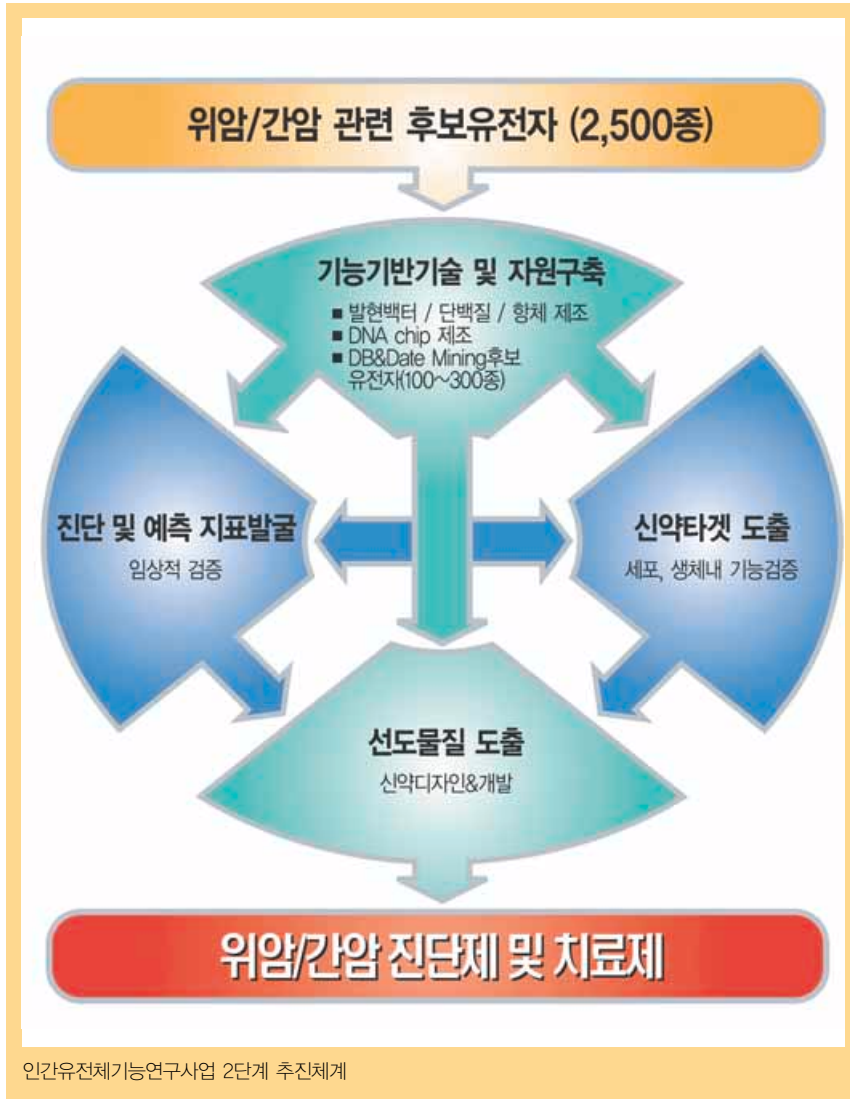 위암/간암 관련 후보유전자 (2,500종)
기능기반기술 및 자원구축
■ 발현백터 / 단백질 / 항체 제조
■ DNA chip 제조
■ DB&Date Mining후보
유전자(100~300종)
진단 및 예측 지표발굴
임상적 검증
신약타겟 도출
세포, 생체내 기능검증
선도물질 도출
신약디자인&개발
위암/간암 진단제 및 치료제
인간유전체기능연구사업 2단계 추진체계